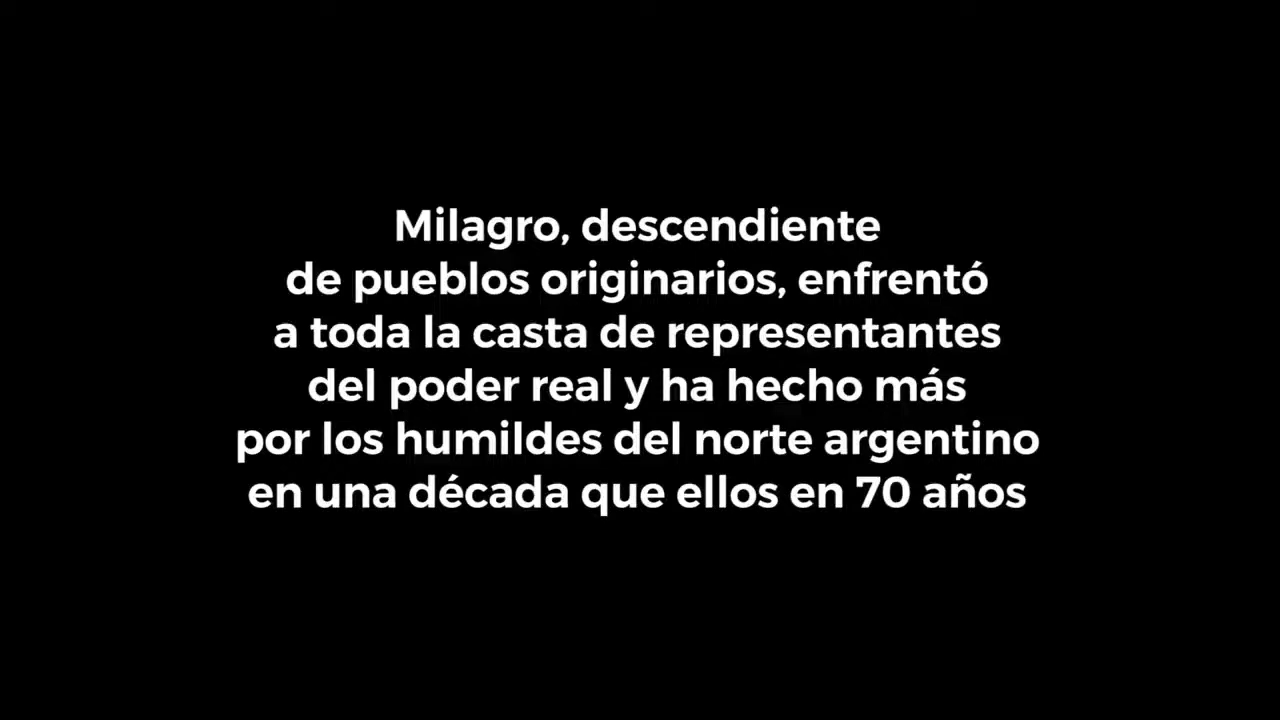 Milagro, descendiente
de pueblos originarios, enfrentó
a toda la casta de representantes
del poder real y ha hecho más
por los humildes del norte argentino
en una década que ellos en 70 años